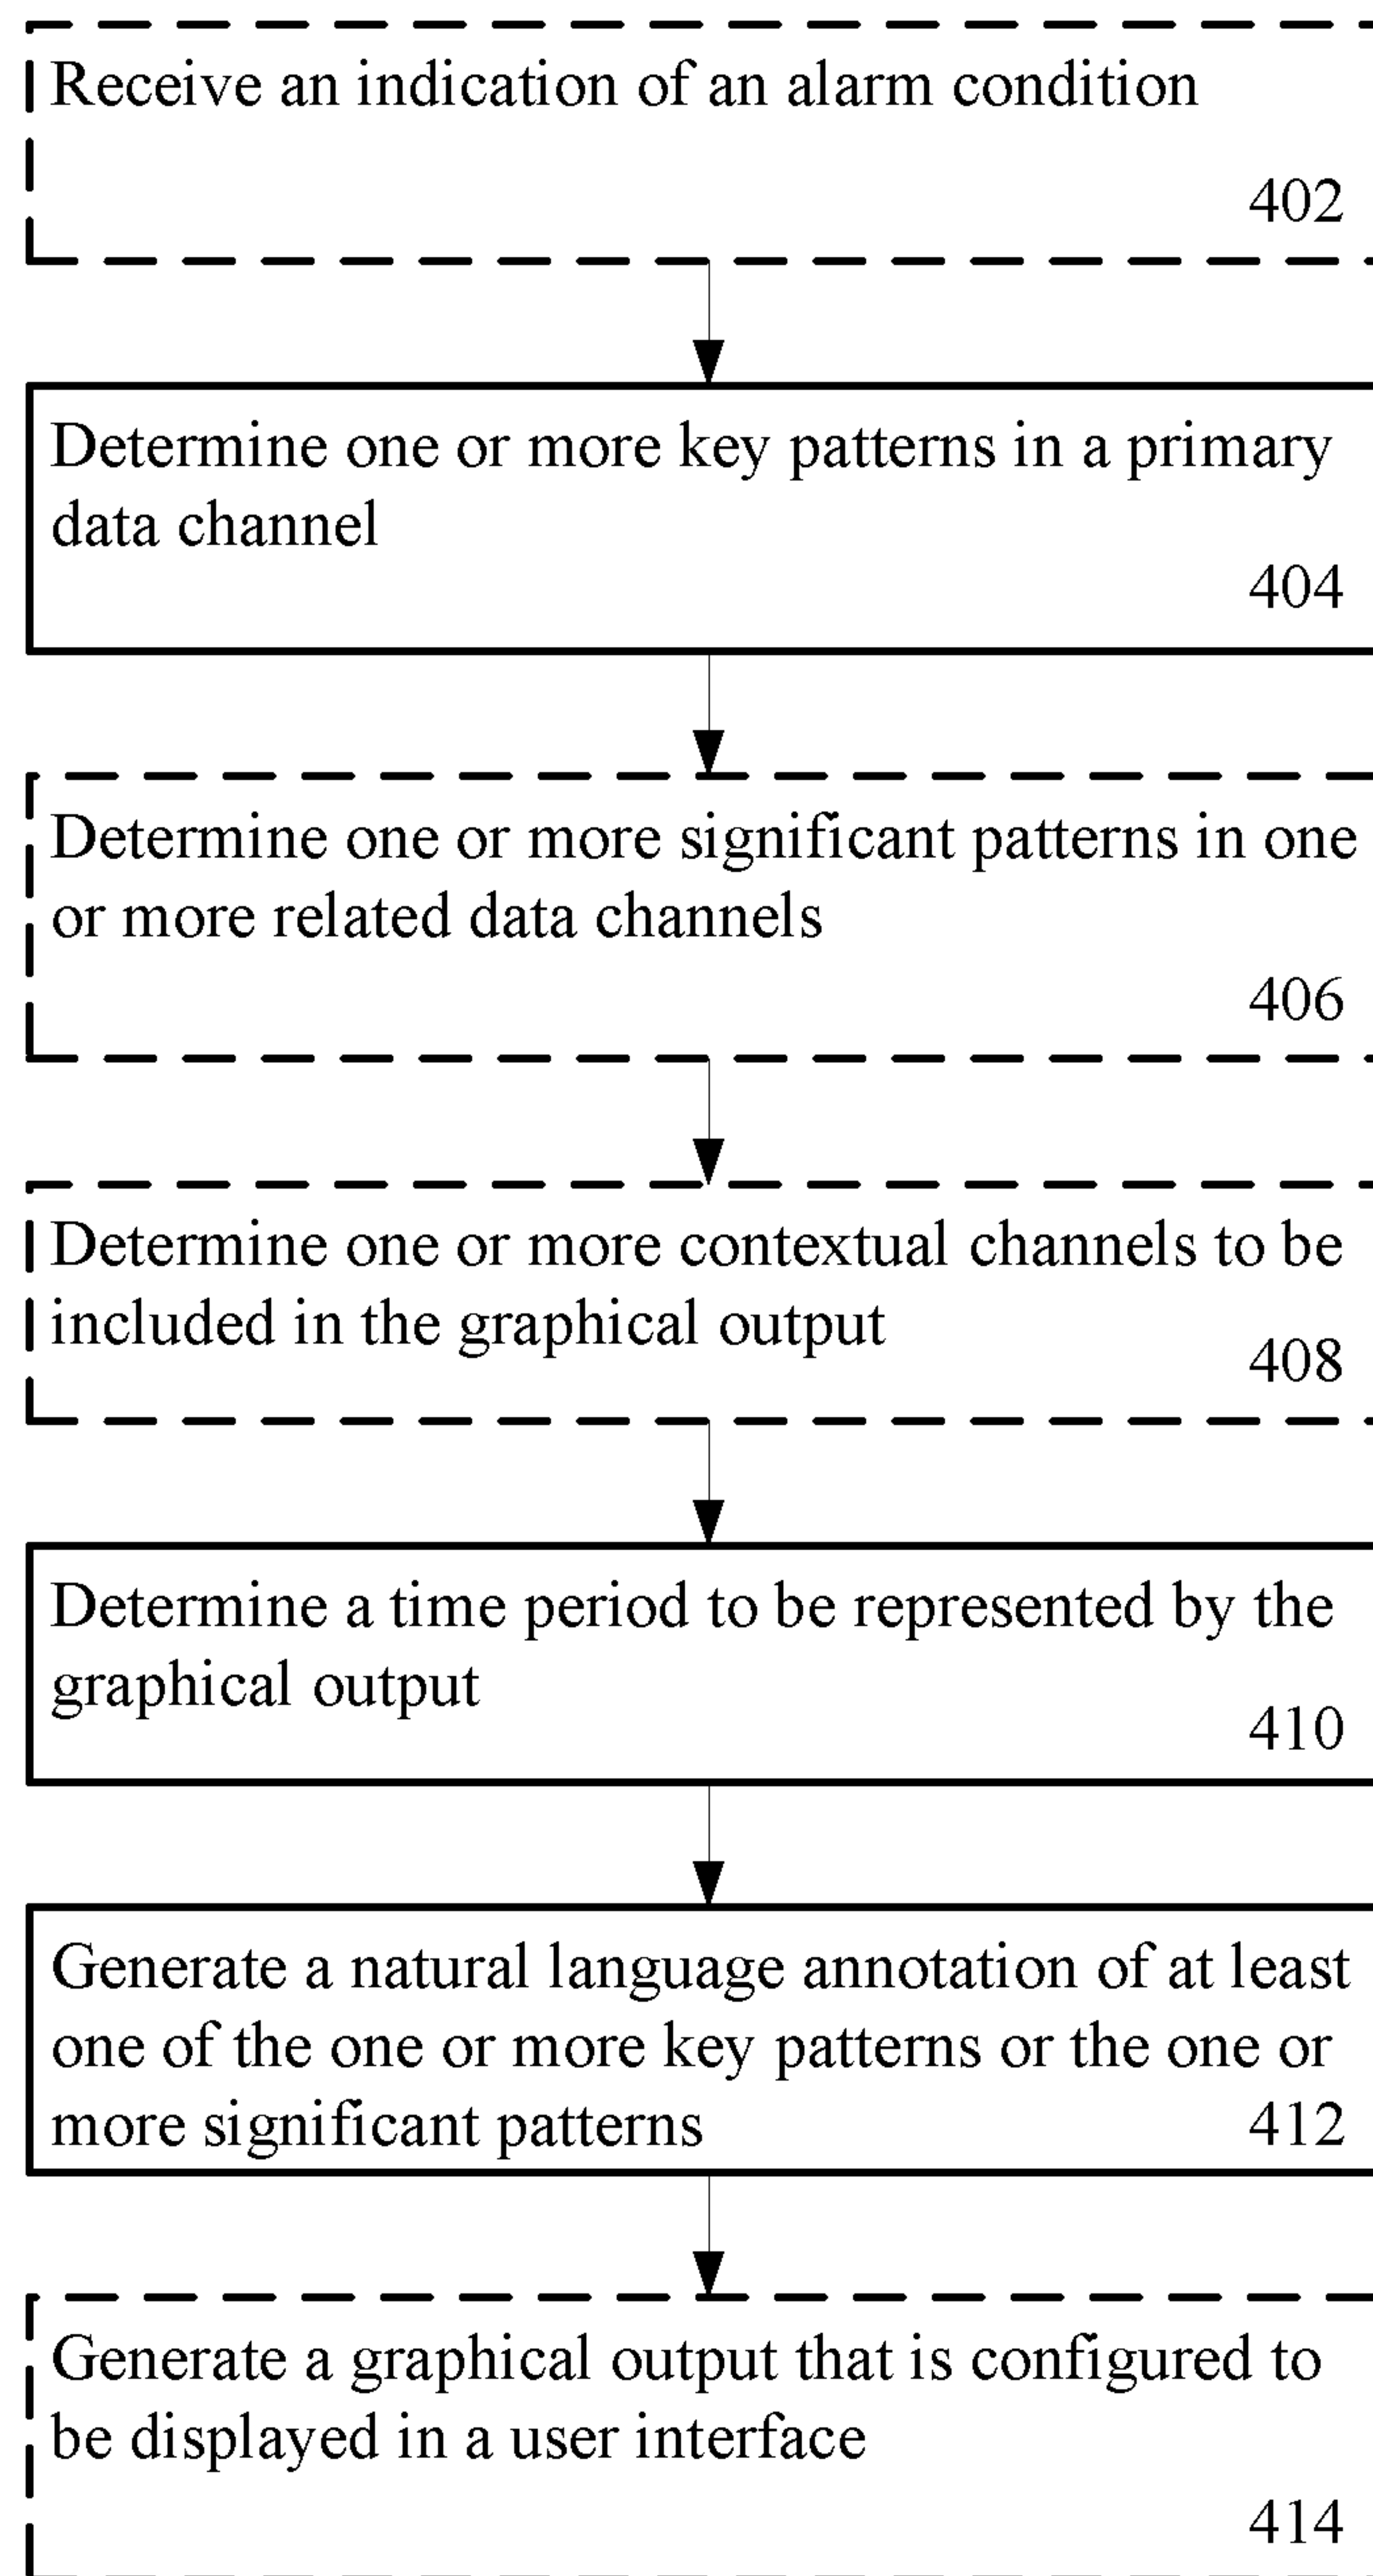 Receive an indication of an alarm condition
402
Determine one or more key patterns in a primary
data channel
404
Determine one or more significant patterns in one
or more related data channels
406
Determine one or more contextual channels to be
included in the graphical output
408
Determine a time period to be represented by the
graphical output
410
Generate a natural language annotation of at least
one of the one or more key patterns or the one or
more significant patterns
412
Generate a graphical output that is configured to
be displayed in a user interface
414